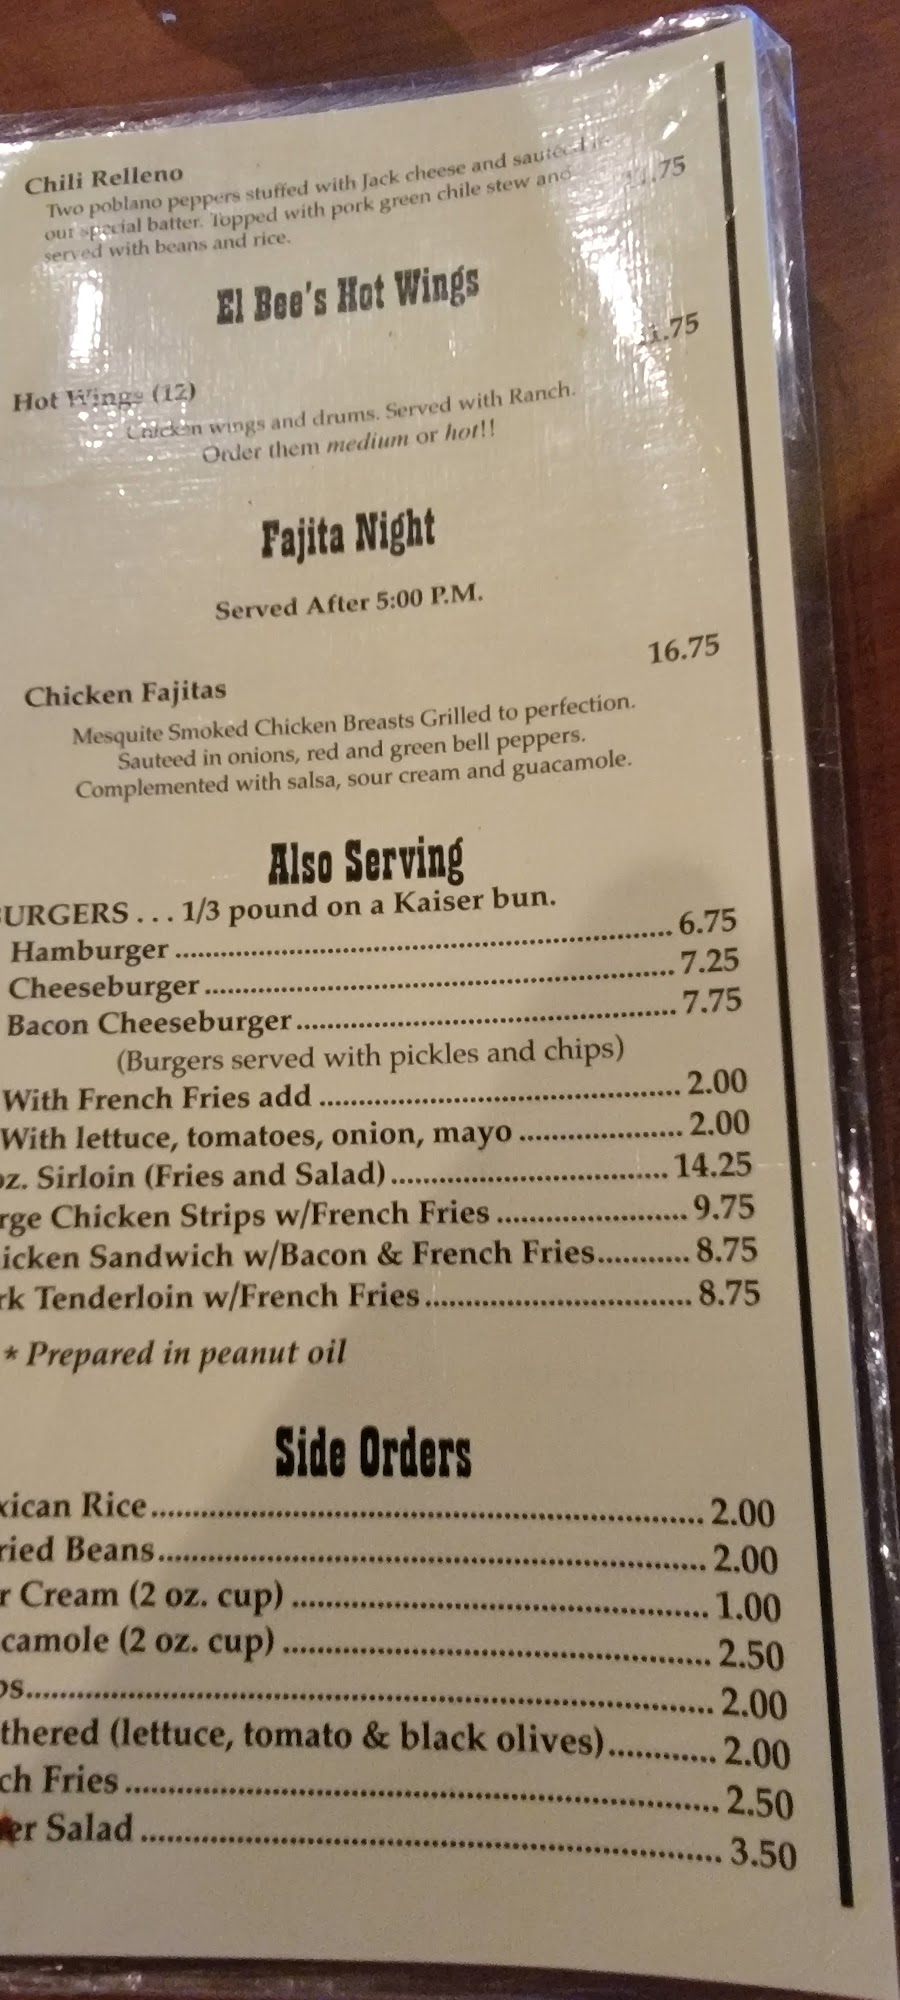 Chili Relleno
Two poblano peppers stuffed with Jack cheese and sauteed in
our special batter. Topped with pork green chile stew and
served with beans and rice.
El Bee's Hot Wings
Hot Wings (12)
Chicken wings and drums. Served with Ranch.
Order them medium or hot!!
Fajita Night
Served After 5:00 P.M.
16.75
Chicken Fajitas
Mesquite Smoked Chicken Breasts Grilled to perfection.
Sauteed in onions, red and green bell peppers.
Complemented with salsa, sour cream and guacamole.
Also Serving
BURGERS . . . 1/3 pound on a Kaiser bun.
Hamburger ........ 6.75
Cheeseburger ........ 7.25
Bacon Cheeseburger ........ 7.75
(Burgers served with pickles and chips)
With French Fries add ........ 2.00
With lettuce, tomatoes, onion, mayo ........ 2.00
oz. Sirloin (Fries and Salad) ........ 14.25
rge Chicken Strips w/French Fries ........ 9.75
icken Sandwich w/Bacon & French Fries ........ 8.75
rk Tenderloin w/French Fries ........ 8.75
* Prepared in peanut oil
Side Orders
xican Rice ........ 2.00
ried Beans ........ 2.00
r Cream (2 oz. cup) ........ 1.00
camole (2 oz. cup) ........ 2.50
ps ........ 2.00
thered (lettuce, tomato & black olives) ........ 2.00
ch Fries ........ 2.50
er Salad ........ 3.50